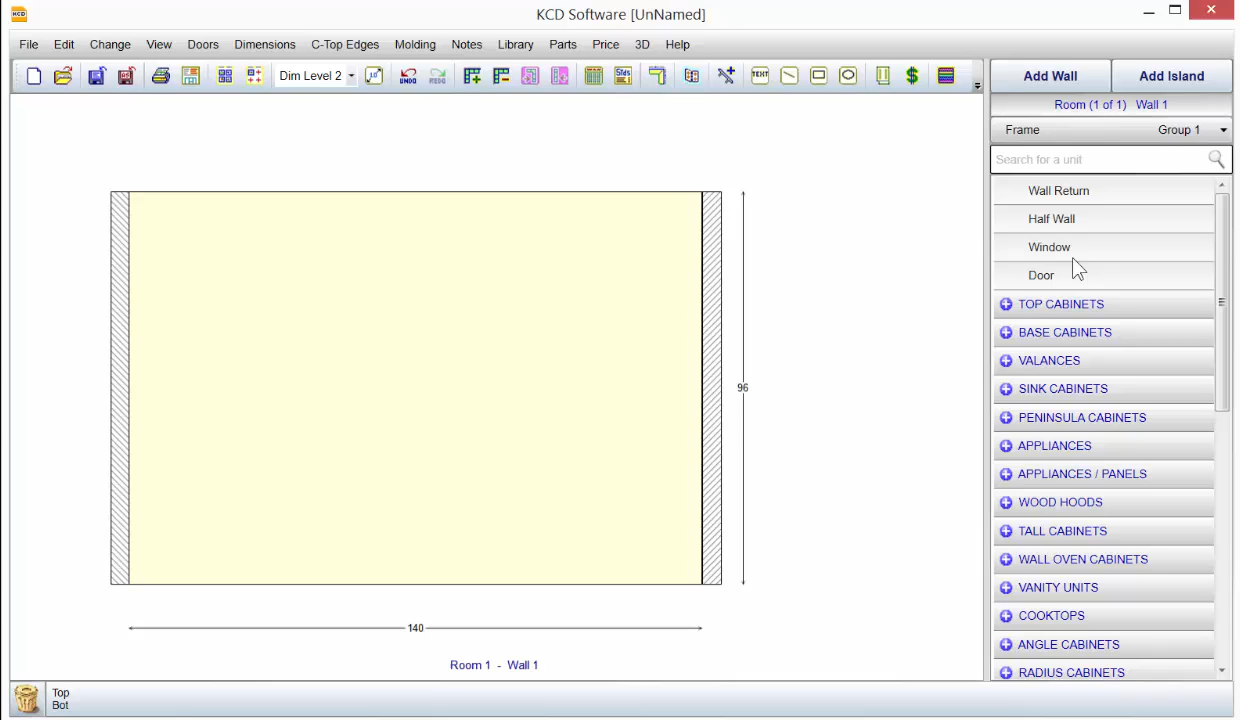 KCD
KCD Software [UnNamed]
File Edit Change View Doors Dimensions C-Top Edges Molding Notes Library Parts Price 3D Help
UNDO REDO Dim Level 2 TEXT $
Add Wall Add Island
Room (1 of 1) Wall 1
Frame Group 1
Search for a unit
Wall Return
Half Wall
Window
Door
TOP CABINETS
BASE CABINETS
VALANCES
SINK CABINETS
PENINSULA CABINETS
APPLIANCES
APPLIANCES / PANELS
WOOD HOODS
TALL CABINETS
WALL OVEN CABINETS
VANITY UNITS
COOKTOPS
ANGLE CABINETS
RADIUS CABINETS
96
140
Room 1 - Wall 1
Top
Bot